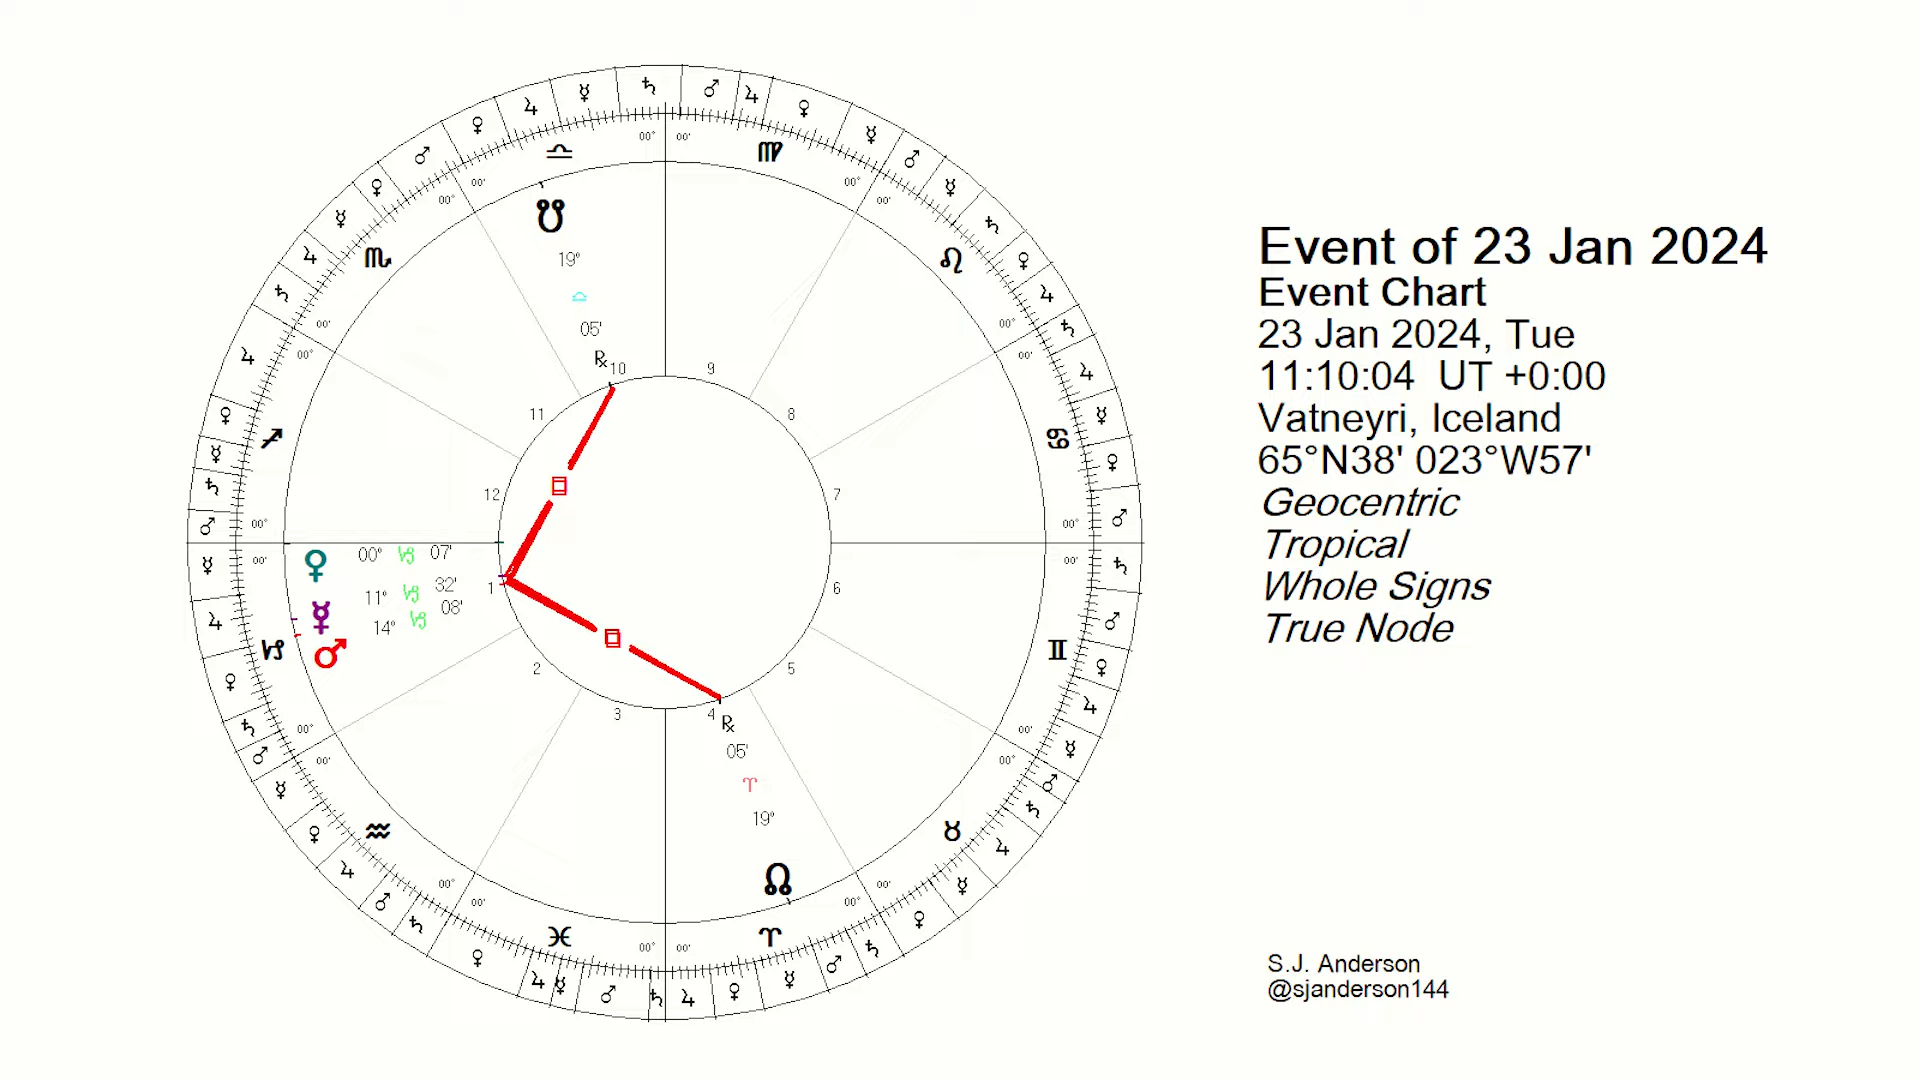 Event of 23 Jan 2024
Event Chart
23 Jan 2024, Tue
11:10:04 UT +0:00
Vatneyri, Iceland
65°N38' 023°W57'
Geocentric
Tropical
Whole Signs
True Node
S.J. Anderson
@sjanderson144
☋
19°
♎
05'
℞
10
9
11
8
12
7
♀ 00° ♑ 07'
☿ 11° ♑ 32'
♂ 14° ♑ 08'
1
6
2
5
3
4
℞
05'
♈
19°
☊